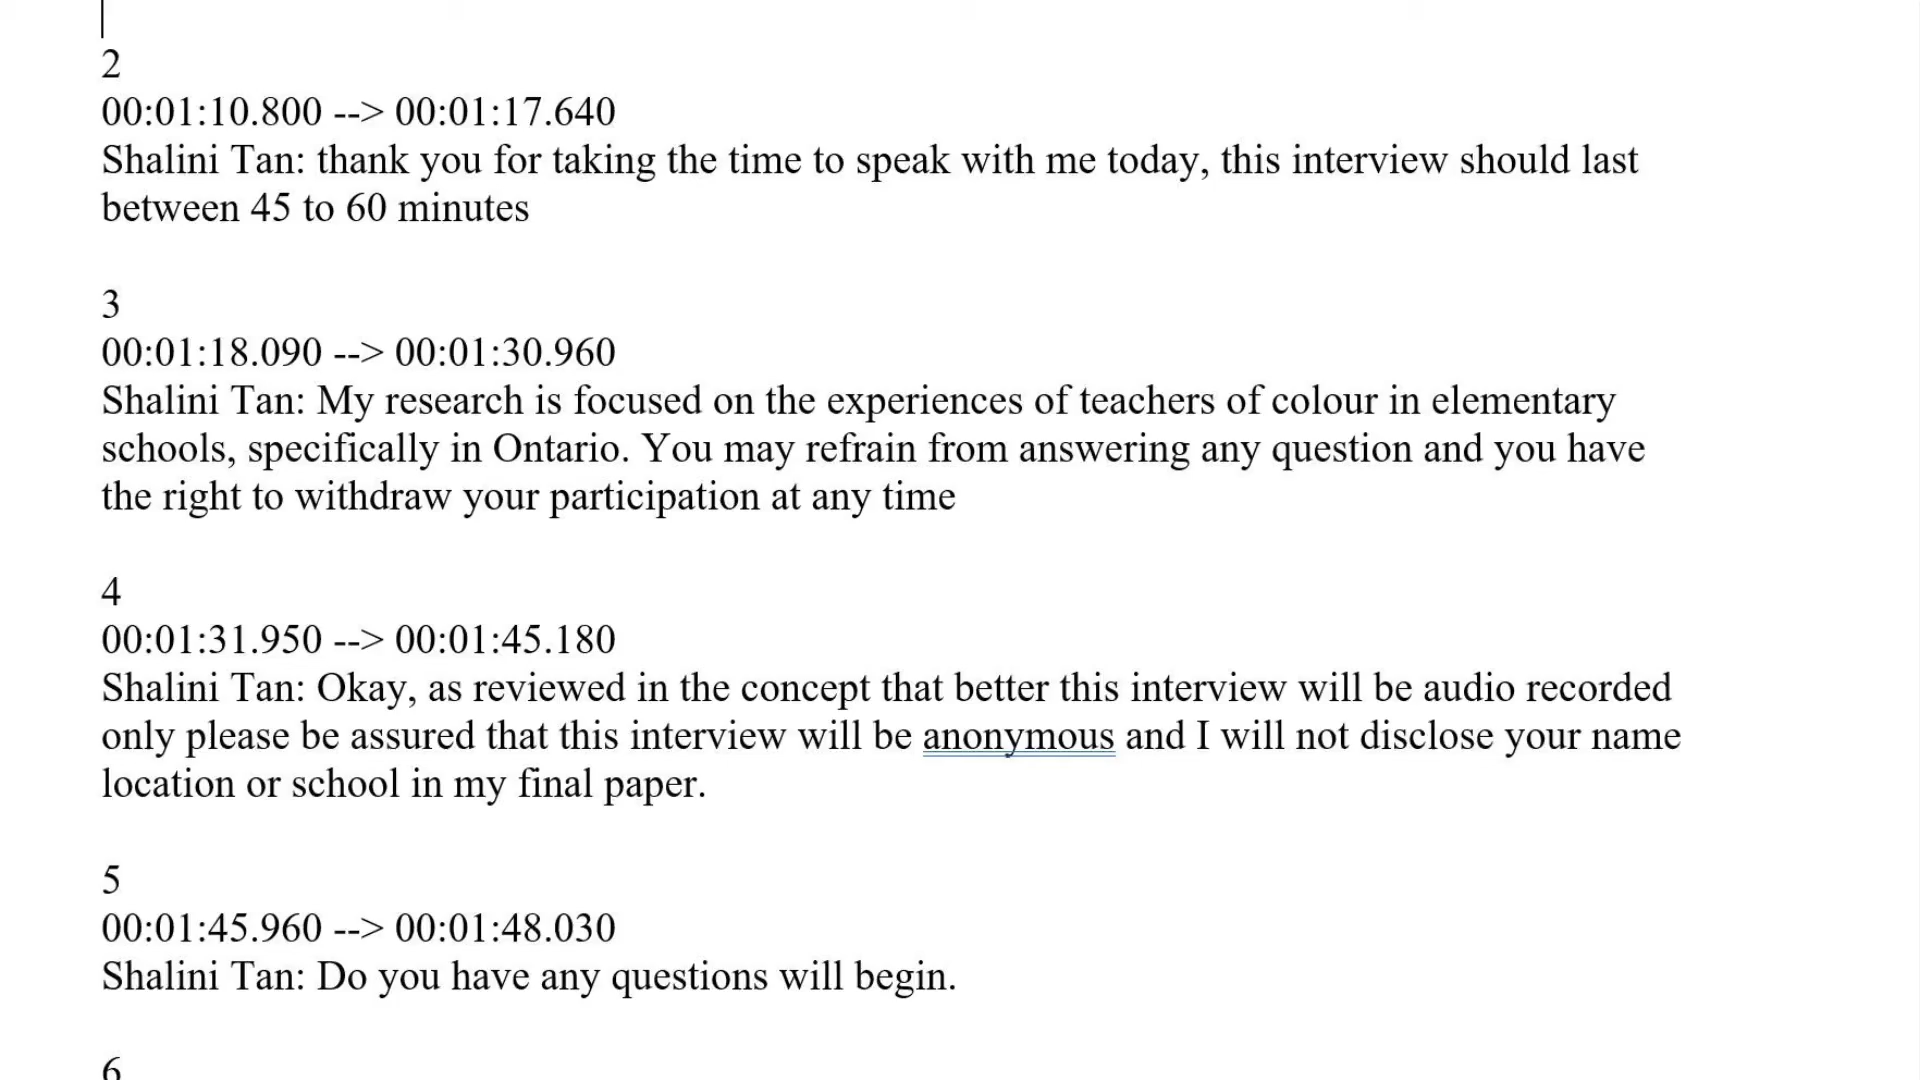 2
00:01:10.800 --> 00:01:17.640
Shalini Tan: thank you for taking the time to speak with me today, this interview should last
between 45 to 60 minutes
3
00:01:18.090 --> 00:01:30.960
Shalini Tan: My research is focused on the experiences of teachers of colour in elementary
schools, specifically in Ontario. You may refrain from answering any question and you have
the right to withdraw your participation at any time
4
00:01:31.950 --> 00:01:45.180
Shalini Tan: Okay, as reviewed in the concept that better this interview will be audio recorded
only please be assured that this interview will be anonymous and I will not disclose your name
location or school in my final paper.
5
00:01:45.960 --> 00:01:48.030
Shalini Tan: Do you have any questions will begin.
6